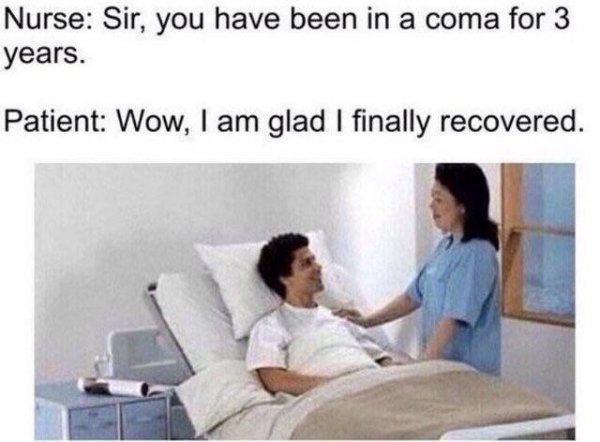 Nurse: Sir, you have been in a coma for 3
years.
Patient: Wow, I am glad I finally recovered.